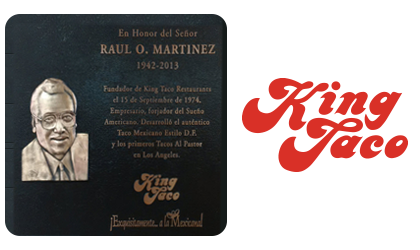 En Honor del Señor
RAUL O. MARTINEZ
1942-2013
Fundador de King Taco Restaurants
el 15 de Septiembre de 1974.
Empresario, forjador del Sueño
Americano. Desarrolló el auténtico
Taco Mexicano Estilo D.F.
y los primeros Tacos Al Pastor
en Los Angeles.
King
Taco
¡Exquisitamente... a la Mexicana!
King
Taco